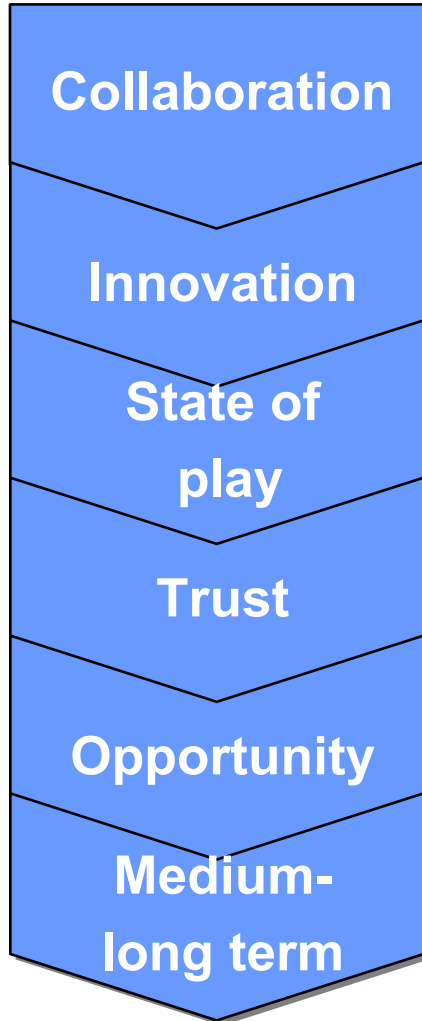 Collaboration
Innovation
State of
play
Trust
Opportunity
Medium-
long term